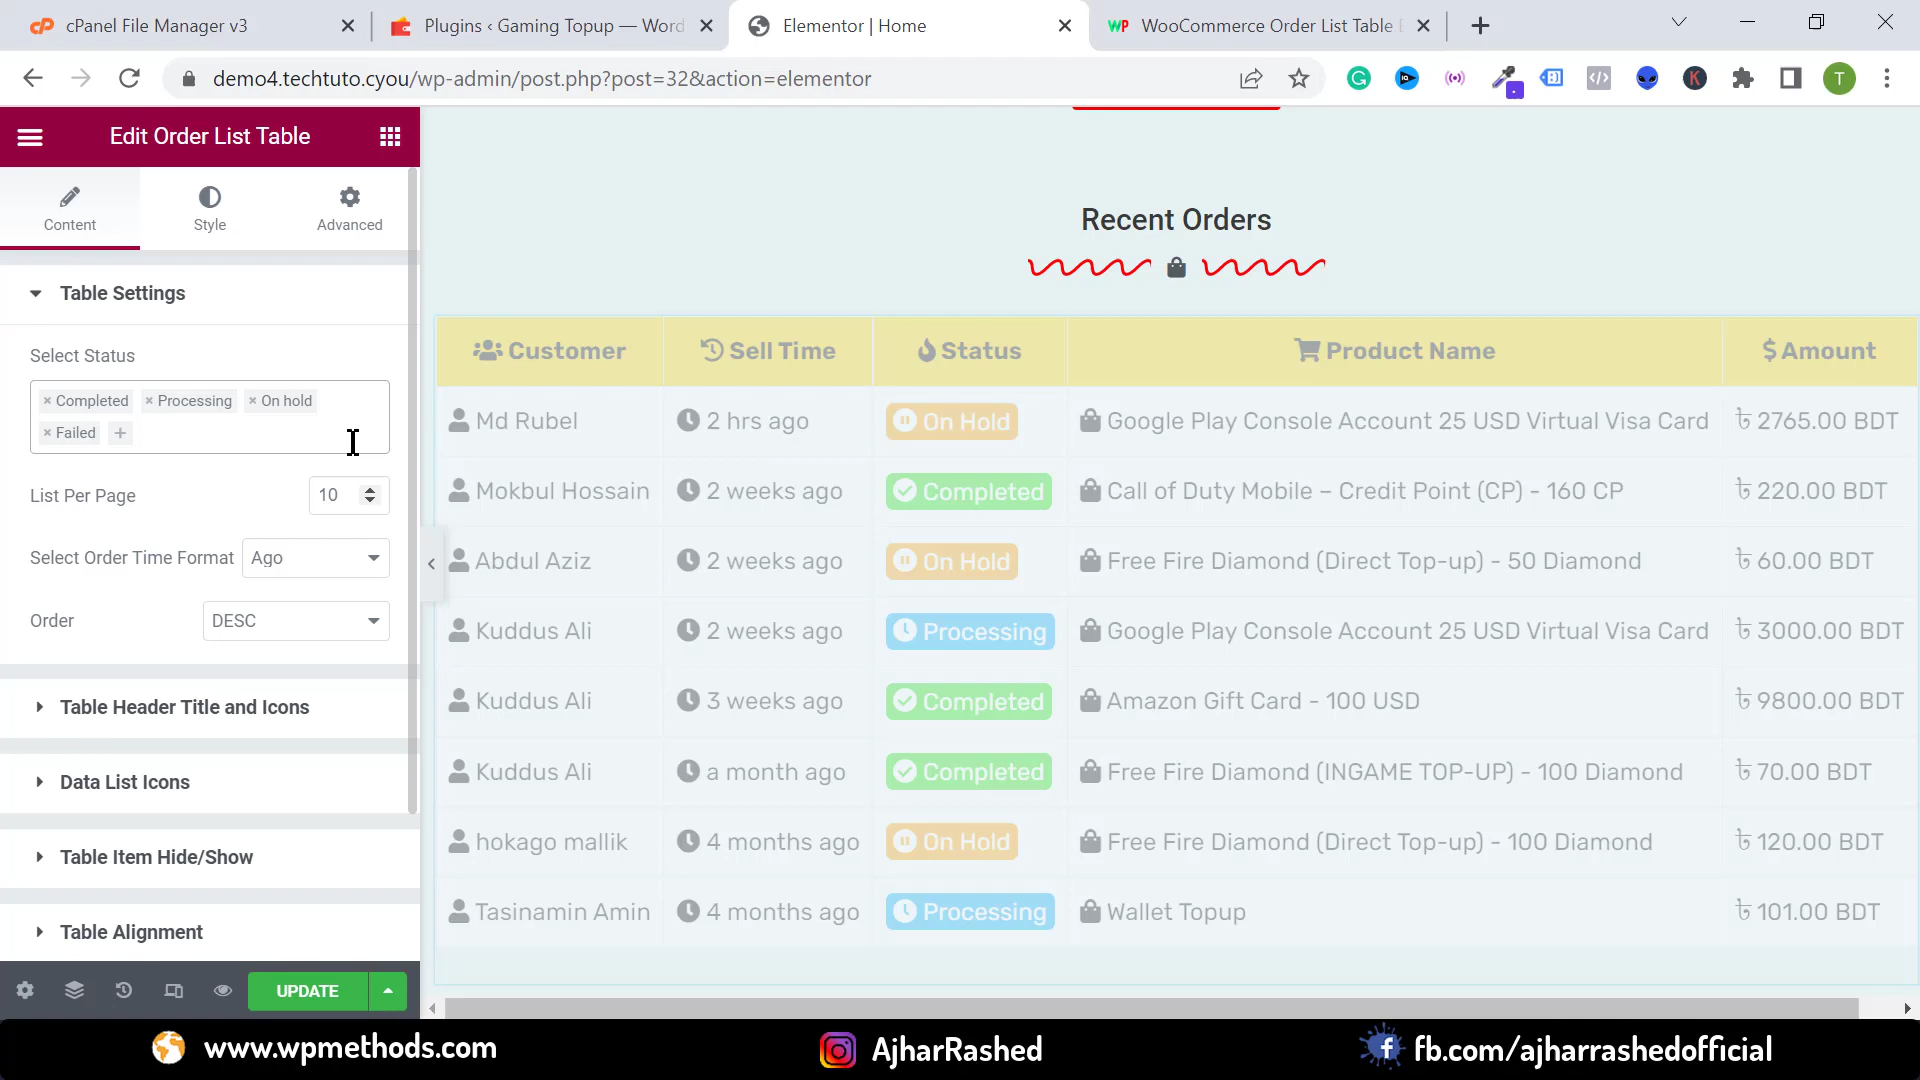 cPanel File Manager v3
Plugins ‹ Gaming Topup — Word
Elementor | Home
WooCommerce Order List Table
demo4.techtuto.cyou/wp-admin/post.php?post=32&action=elementor
T
Edit Order List Table
Content
Style
Advanced
Table Settings
Select Status
× Completed × Processing × On hold
× Failed +
List Per Page 10
Select Order Time Format Ago
Order DESC
Table Header Title and Icons
Data List Icons
Table Item Hide/Show
Table Alignment
UPDATE
Recent Orders
Customer Sell Time Status Product Name $ Amount
Md Rubel 2 hrs ago On Hold Google Play Console Account 25 USD Virtual Visa Card ৳ 2765.00 BDT
Mokbul Hossain 2 weeks ago Completed Call of Duty Mobile – Credit Point (CP) - 160 CP ৳ 220.00 BDT
Abdul Aziz 2 weeks ago On Hold Free Fire Diamond (Direct Top-up) - 50 Diamond ৳ 60.00 BDT
Kuddus Ali 2 weeks ago Processing Google Play Console Account 25 USD Virtual Visa Card ৳ 3000.00 BDT
Kuddus Ali 3 weeks ago Completed Amazon Gift Card - 100 USD ৳ 9800.00 BDT
Kuddus Ali a month ago Completed Free Fire Diamond (INGAME TOP-UP) - 100 Diamond ৳ 70.00 BDT
hokago mallik 4 months ago On Hold Free Fire Diamond (Direct Top-up) - 100 Diamond ৳ 120.00 BDT
Tasinamin Amin 4 months ago Processing Wallet Topup ৳ 101.00 BDT
www.wpmethods.com
AjharRashed
fb.com/ajharrashedofficial